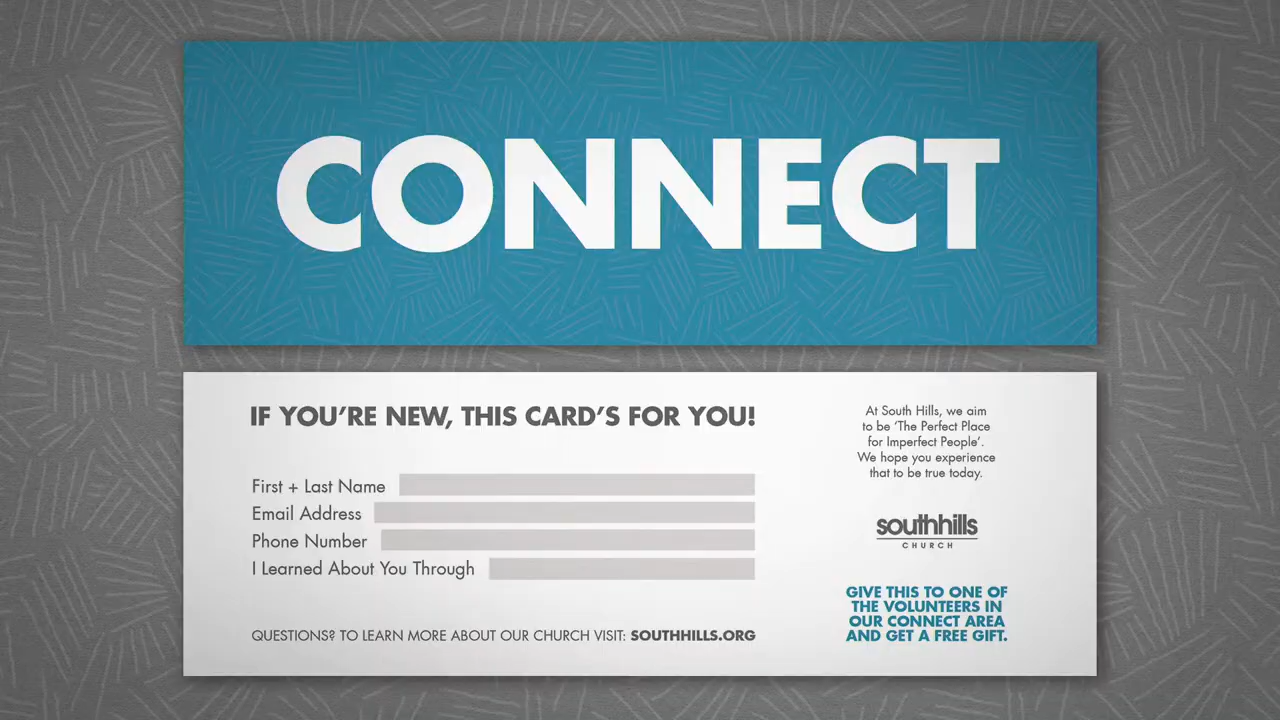 CONNECT
IF YOU'RE NEW, THIS CARD'S FOR YOU!
First + Last Name
Email Address
Phone Number
I Learned About You Through
QUESTIONS? TO LEARN MORE ABOUT OUR CHURCH VISIT: SOUTHHILLS.ORG
At South Hills, we aim
to be ‘The Perfect Place
for Imperfect People’.
We hope you experience
that to be true today.
southhills
CHURCH
GIVE THIS TO ONE OF
THE VOLUNTEERS IN
OUR CONNECT AREA
AND GET A FREE GIFT.